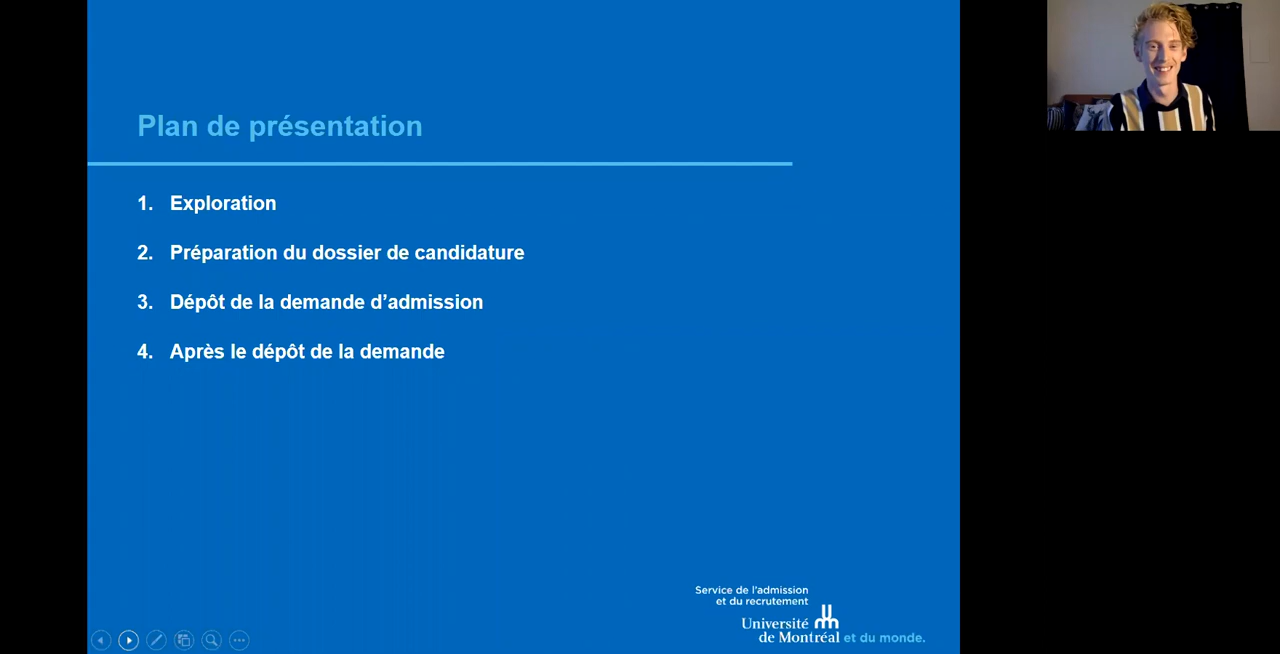 Plan de présentation
1. Exploration
2. Préparation du dossier de candidature
3. Dépôt de la demande d’admission
4. Après le dépôt de la demande
Service de l’admission
et du recrutement
Université
de Montréal et du monde.